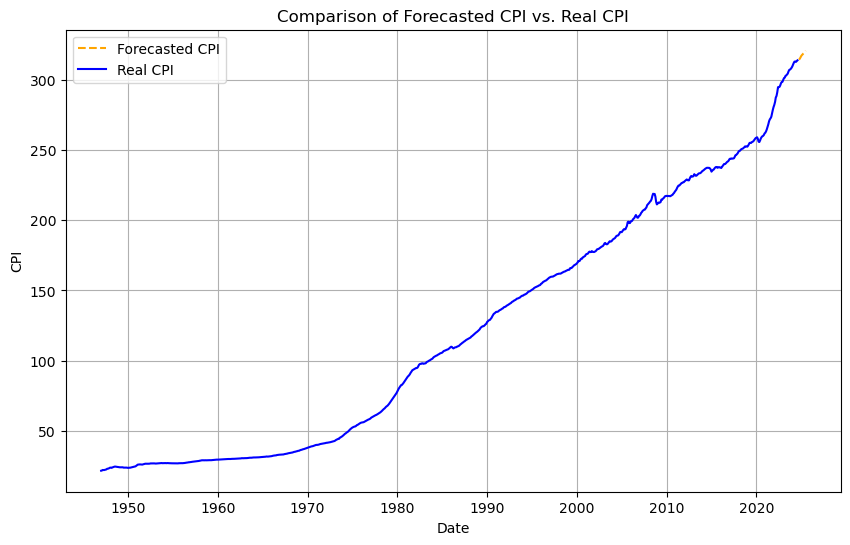 Comparison of Forecasted CPI vs. Real CPI
Forecasted CPI
Real CPI
300
250
200
150
100
50
CPI
1950 1960 1970 1980 1990 2000 2010 2020
Date